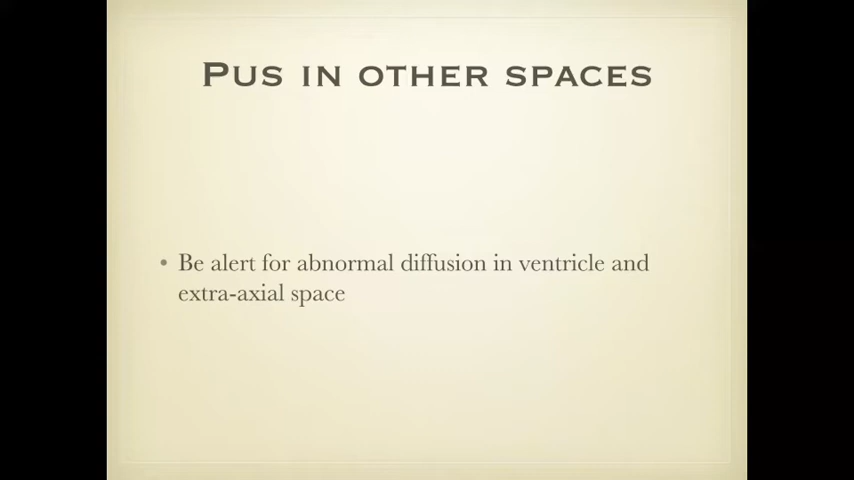 Pus in other spaces
• Be alert for abnormal diffusion in ventricle and
extra-axial space